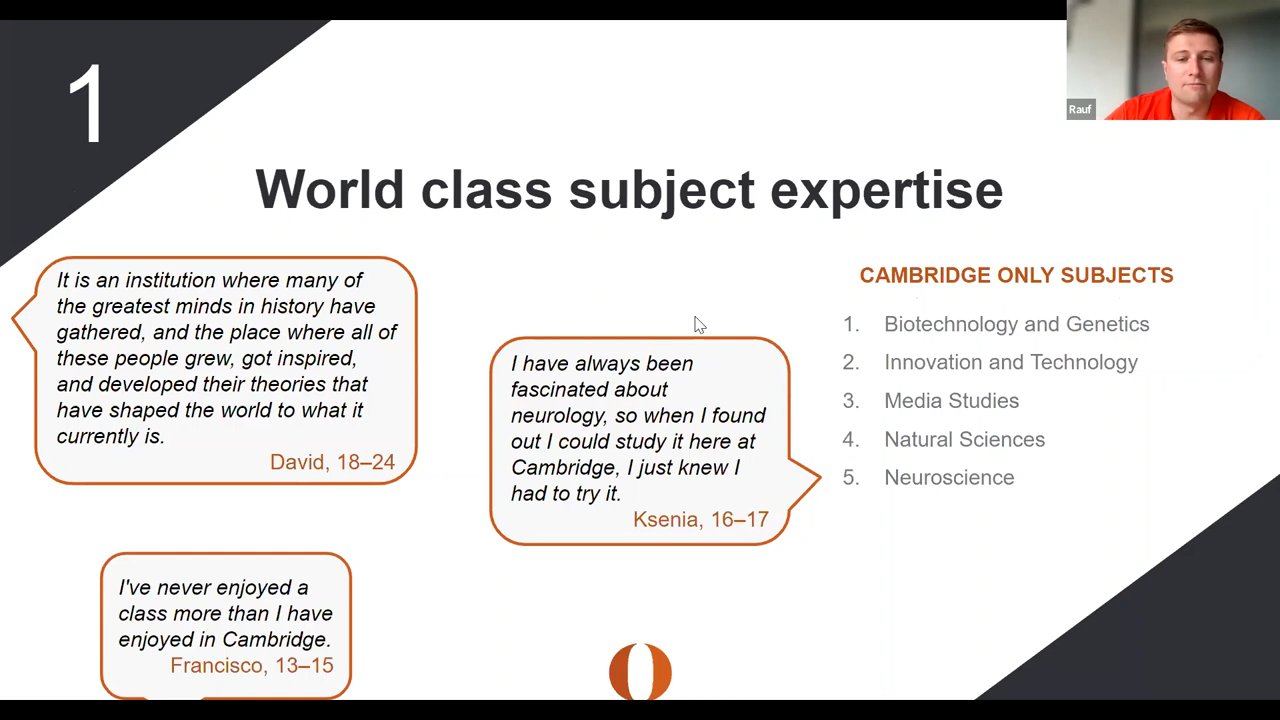 1
Rauf
World class subject expertise
It is an institution where many of
the greatest minds in history have
gathered, and the place where all of
these people grew, got inspired,
and developed their theories that
have shaped the world to what it
currently is.
David, 18–24
I have always been
fascinated about
neurology, so when I found
out I could study it here at
Cambridge, I just knew I
had to try it.
Ksenia, 16–17
I've never enjoyed a
class more than I have
enjoyed in Cambridge.
Francisco, 13–15
CAMBRIDGE ONLY SUBJECTS
1. Biotechnology and Genetics
2. Innovation and Technology
3. Media Studies
4. Natural Sciences
5. Neuroscience